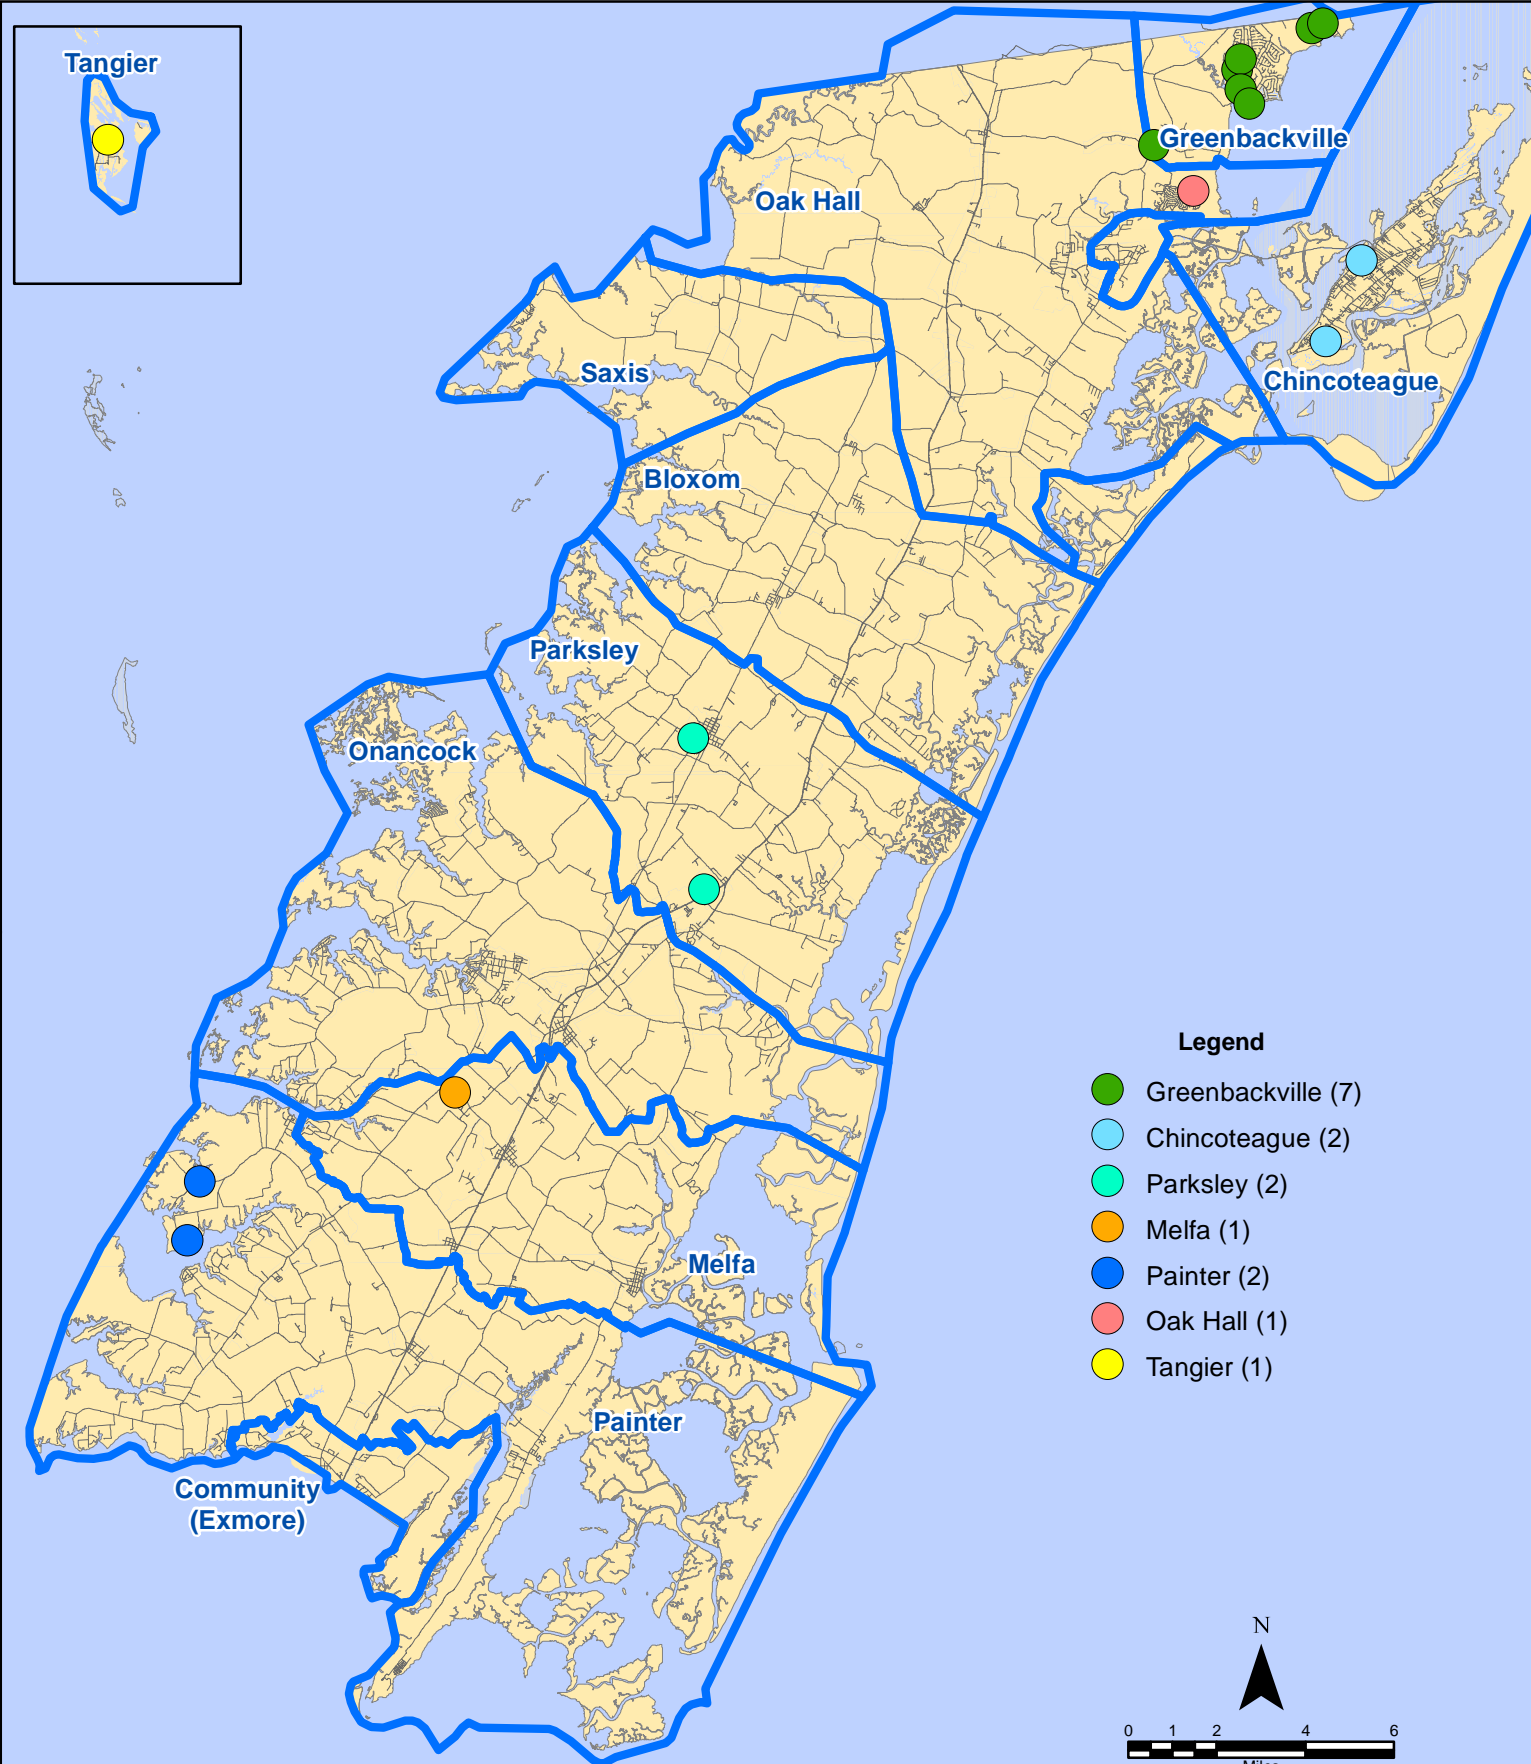 Tangier
Greenbackville
Oak Hall
Saxis
Chincoteague
Bloxom
Parksley
Onancock
Melfa
Painter
Community
(Exmore)
Legend
Greenbackville (7)
Chincoteague (2)
Parksley (2)
Melfa (1)
Painter (2)
Oak Hall (1)
Tangier (1)
N
0 1 2 4 6
Miles